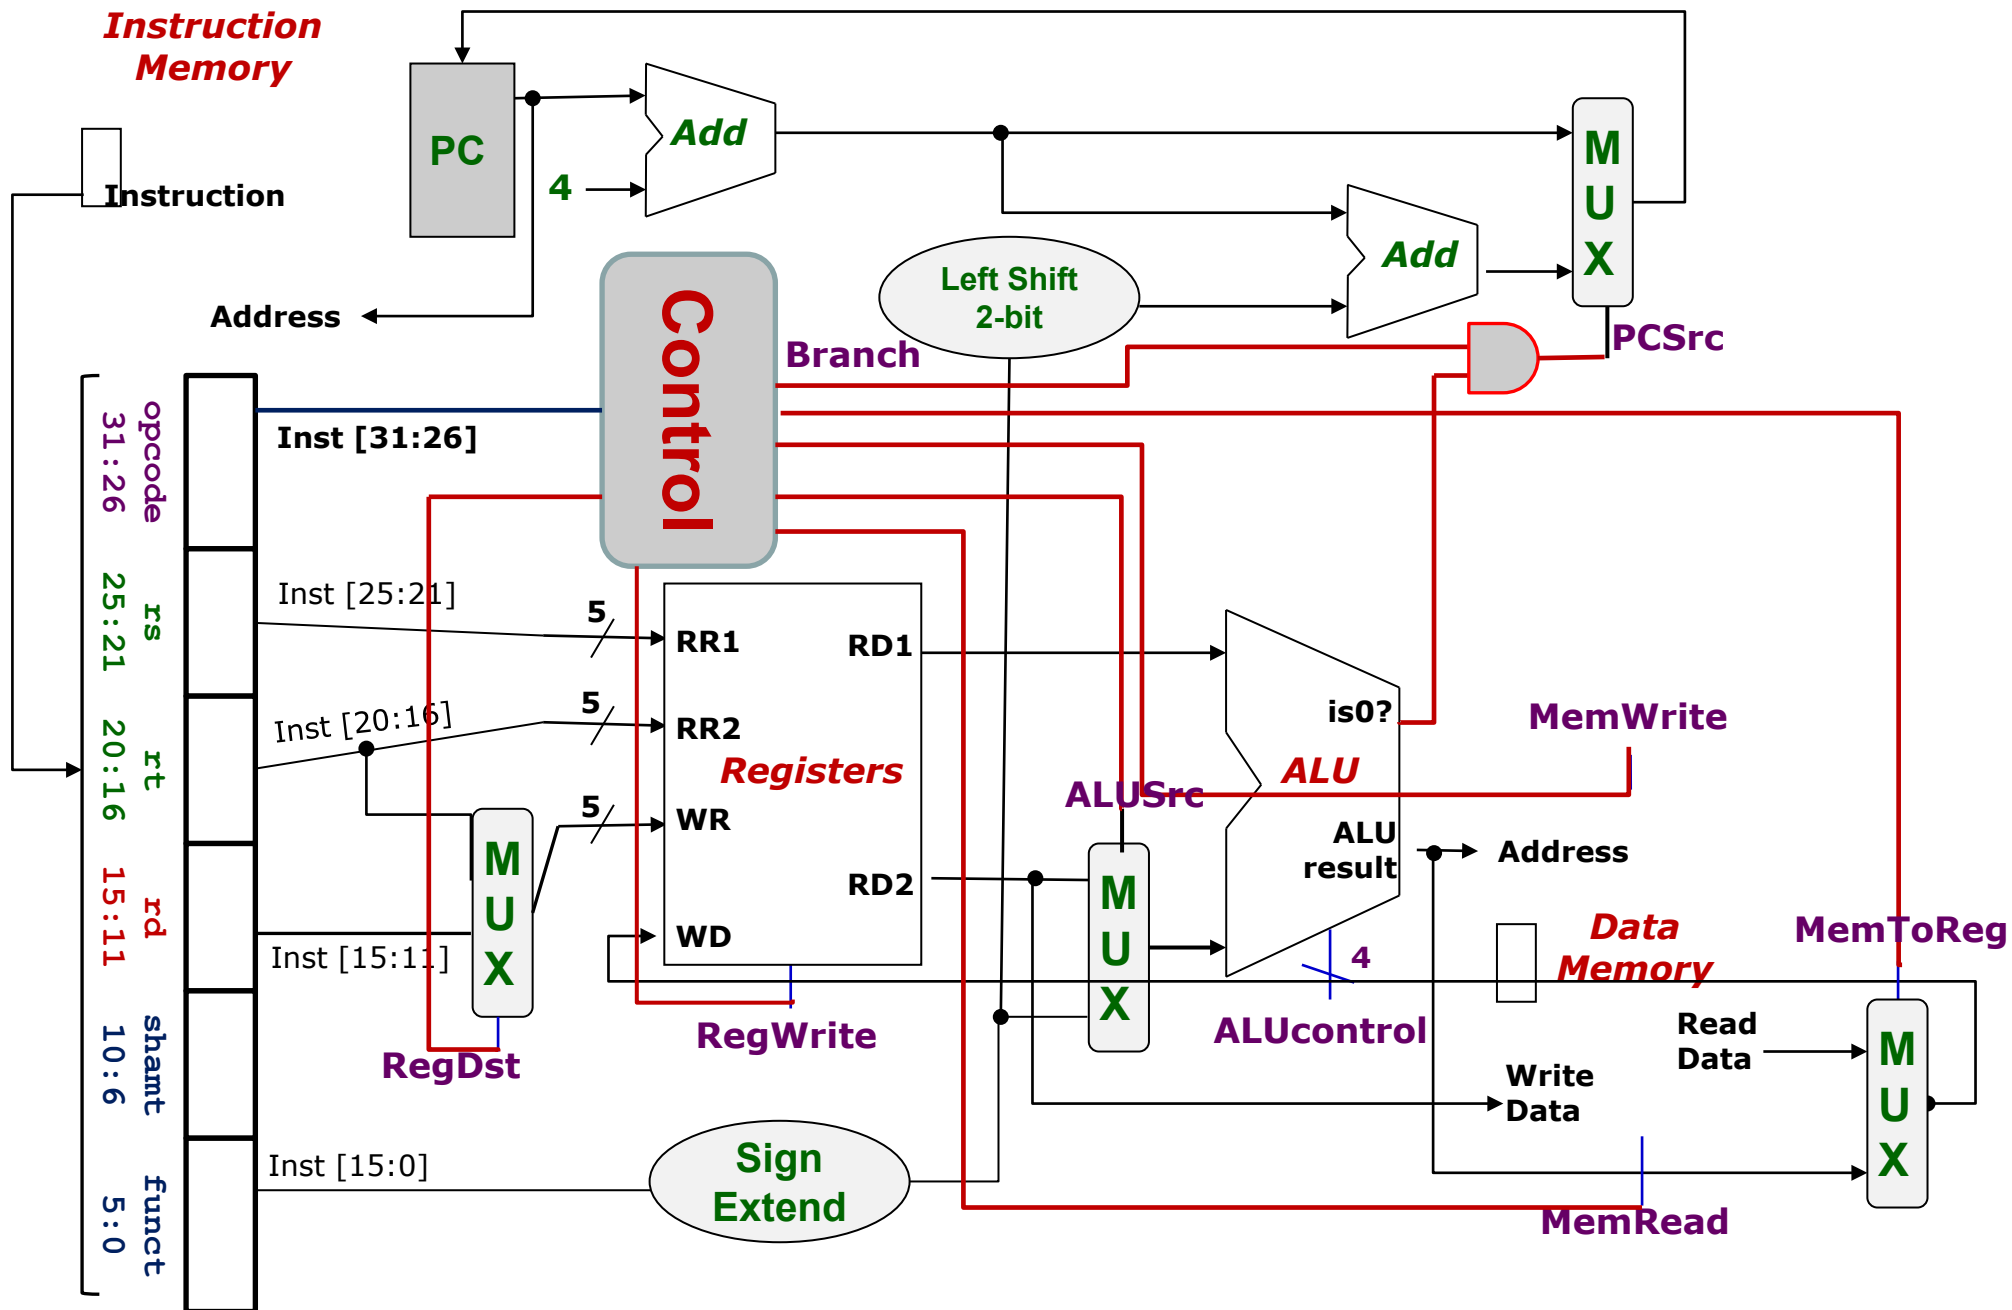 Instruction
Memory
Instruction
PC
4
Add
Add
M
U
X
Address
Control
Left Shift
2-bit
Branch
PCSrc
opcode
31:26
Inst [31:26]
rs
25:21
Inst [25:21]
5
RR1
RD1
rt
20:16
Inst [20:16]
5
RR2
Registers
is0?
ALU
MemWrite
ALUSrc
5
WR
M
U
X
RD2
WD
ALU
result
Address
M
U
X
rd
15:11
Inst [15:11]
4
Data
Memory
MemToReg
RegDst
RegWrite
ALUcontrol
Read
Data
Write
Data
M
U
X
shamt
10:6
Inst [15:0]
Sign
Extend
MemRead
funct
5:0